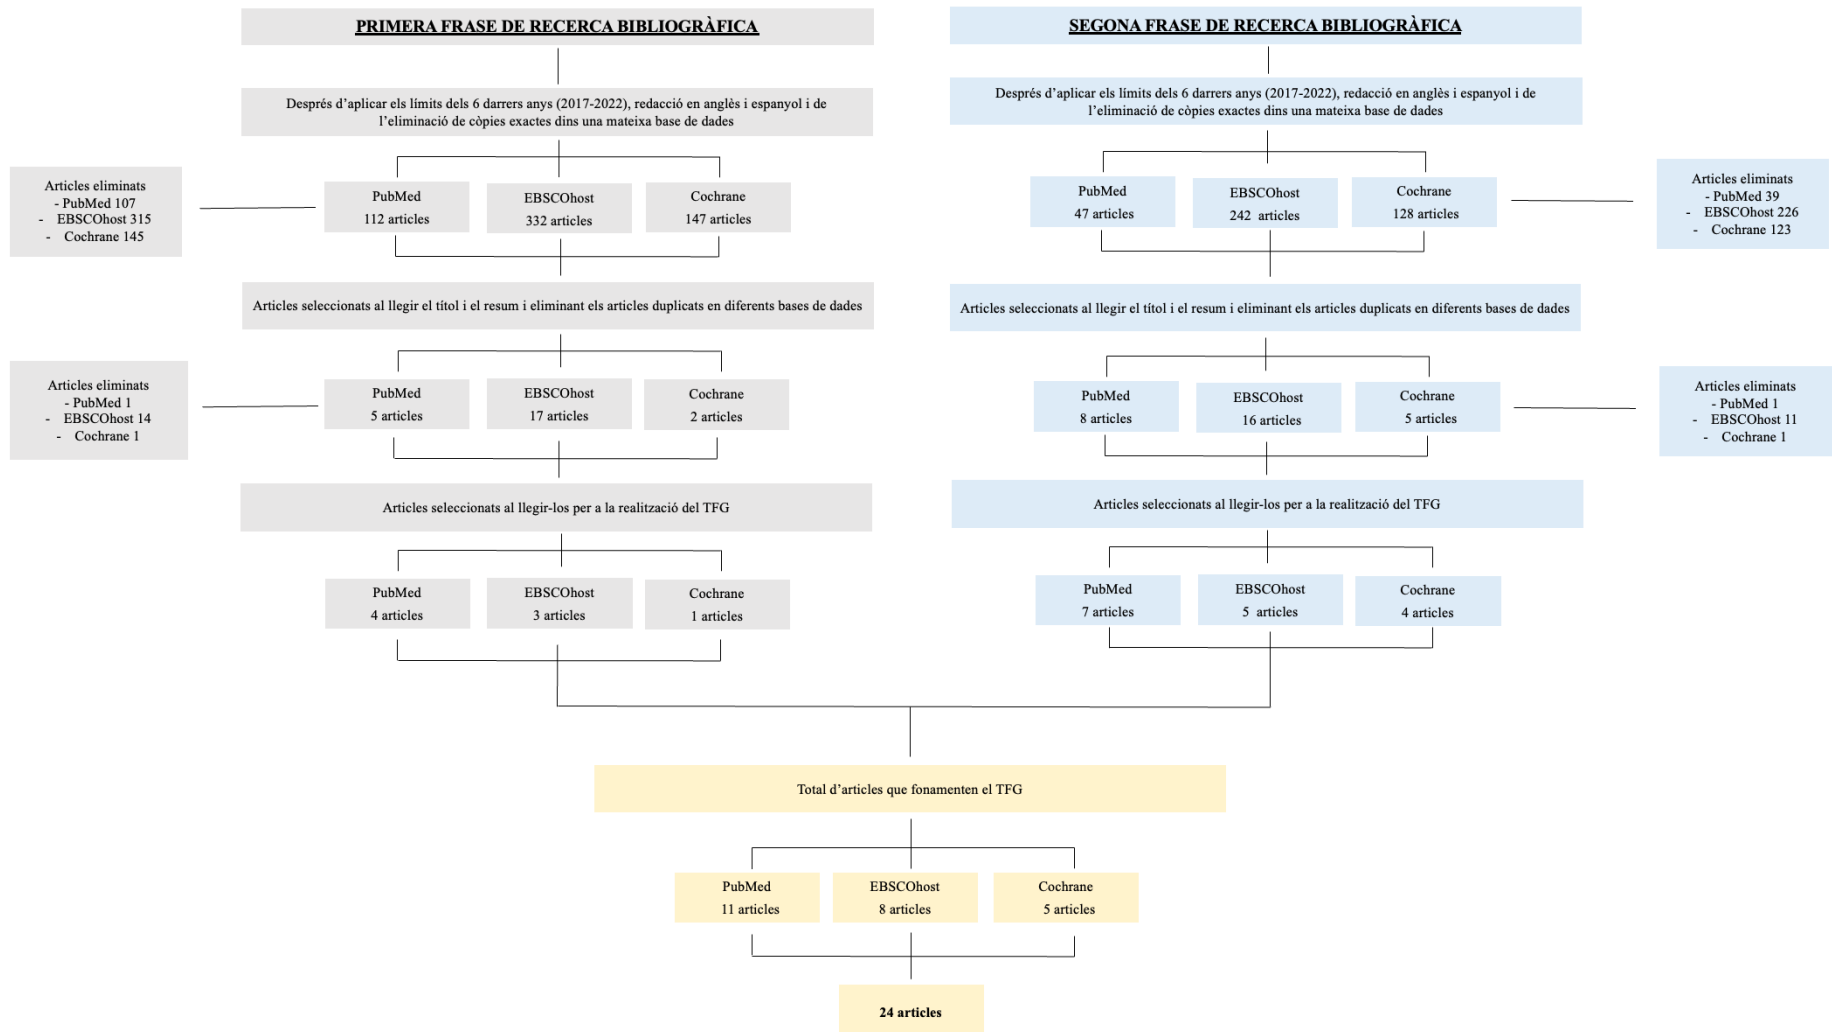 PRIMERA FRASE DE RECERCA BIBLIOGRÀFICA
Després d'aplicar els límits dels 6 darrers anys (2017-2022), redacció en anglès i espanyol i de
l'eliminació de còpies exactes dins una mateixa base de dades
Articles eliminats
- PubMed 107
- EBSCOhost 315
- Cochrane 145
PubMed
112 articles
EBSCOhost
332 articles
Cochrane
147 articles
Articles seleccionats al llegir el títol i el resum i eliminant els articles duplicats en diferents bases de dades
Articles eliminats
- PubMed 1
- EBSCOhost 14
- Cochrane 1
PubMed
5 articles
EBSCOhost
17 articles
Cochrane
2 articles
Articles seleccionats al llegir-los per a la realització del TFG
PubMed
4 articles
EBSCOhost
3 articles
Cochrane
1 articles
SEGONA FRASE DE RECERCA BIBLIOGRÀFICA
Després d'aplicar els límits dels 6 darrers anys (2017-2022), redacció en anglès i espanyol i de
l'eliminació de còpies exactes dins una mateixa base de dades
PubMed
47 articles
EBSCOhost
242 articles
Cochrane
128 articles
Articles eliminats
- PubMed 39
- EBSCOhost 226
- Cochrane 123
Articles seleccionats al llegir el títol i el resum i eliminant els articles duplicats en diferents bases de dades
PubMed
8 articles
EBSCOhost
16 articles
Cochrane
5 articles
Articles eliminats
- PubMed 1
- EBSCOhost 11
- Cochrane 1
Articles seleccionats al llegir-los per a la realització del TFG
PubMed
7 articles
EBSCOhost
5 articles
Cochrane
4 articles
Total d'articles que fonamenten el TFG
PubMed
11 articles
EBSCOhost
8 articles
Cochrane
5 articles
24 articles